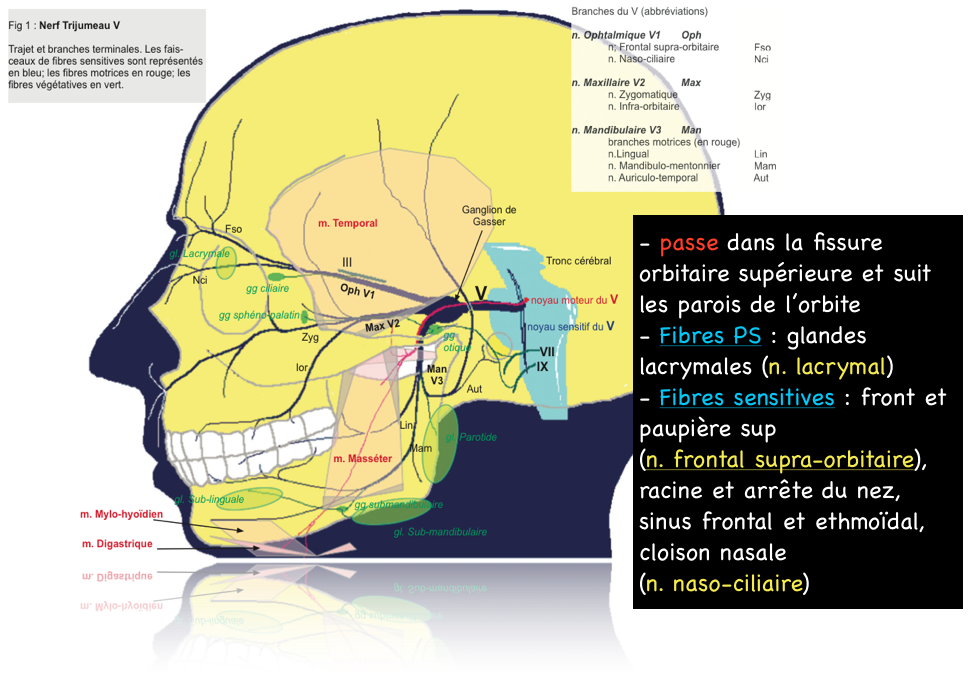 Fig 1 : Nerf Trijumeau V
Trajet et branches terminales. Les fais-
ceaux de fibres sensitives sont représentés
en bleu; les fibres motrices en rouge; les
fibres végétatives en vert.
Branches du V (abbréviations)
n. Ophtalmique V1 Oph
n. Frontal supra-orbitaire Fso
n. Naso-ciliaire Nci
n. Maxillaire V2 Max
n. Zygomatique Zyg
n. Infra-orbitaire Ior
n. Mandibulaire V3 Man
branches motrices (en rouge)
n.Lingual Lin
n. Mandibulo-mentonnier Mam
n. Auriculo-temporal Aut
Ganglion de
Gasser
m. Temporal
Fso
gl. Lacrymale
III
Tronc cérébral
Nci
gg ciliaire
Oph V1
V
noyau moteur du V
gg sphéno-palatin
Max V2
noyau sensitif du V
Zyg
gg
otique
VII
Ior
Man
V3
IX
Aut
Lin
gl. Parotide
Mam
m. Masséter
gl. Sub-linguale
gg submandibulaire
m. Mylo-hyoïdien
gl. Sub-mandibulaire
m. Digastrique
m. Digastrique
gl. Sub-mandibulaire
m. Mylo-hyoïdien
- passe dans la fissure
orbitaire supérieure et suit
les parois de l'orbite
- Fibres PS : glandes
lacrymales (n. lacrymal)
- Fibres sensitives : front et
paupière sup
(n. frontal supra-orbitaire),
racine et arrête du nez,
sinus frontal et ethmoïdal,
cloison nasale
(n. naso-ciliaire)